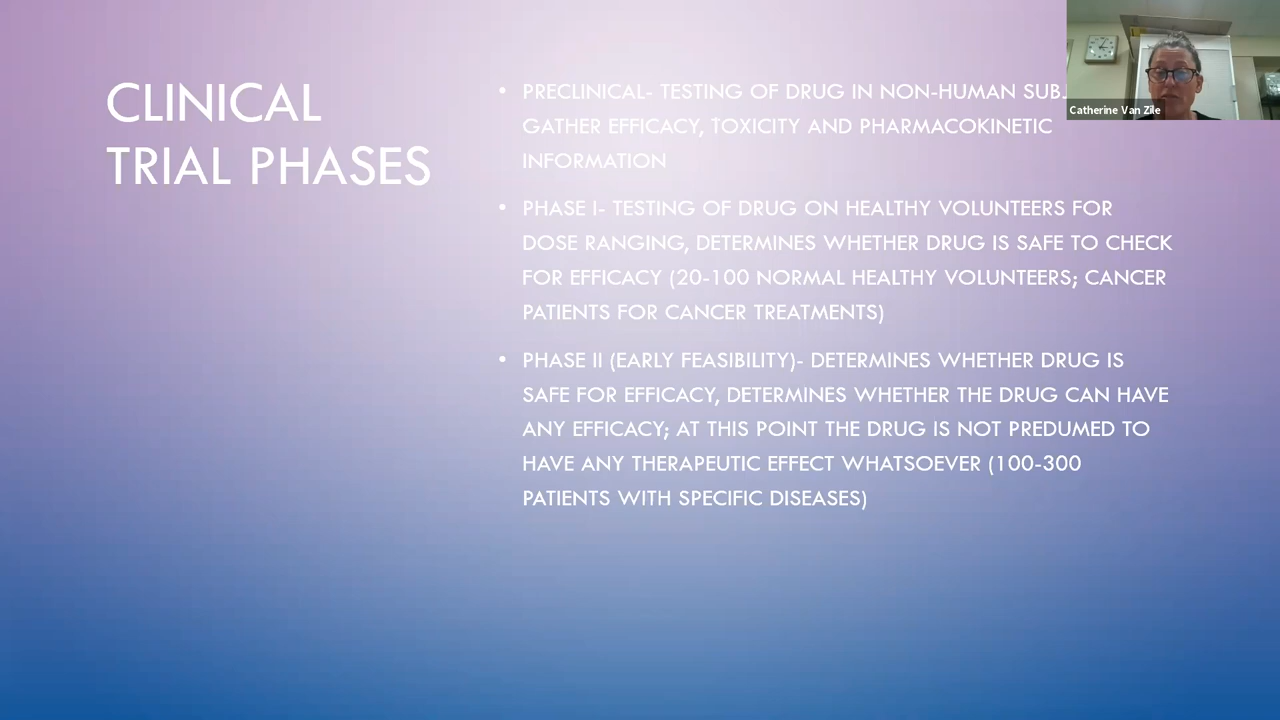 CLINICAL
TRIAL PHASES
• PRECLINICAL- TESTING OF DRUG IN NON-HUMAN
GATHER EFFICACY, TOXICITY AND PHARMACOKINETIC
INFORMATION
• PHASE I- TESTING OF DRUG ON HEALTHY VOLUNTEERS FOR
DOSE RANGING, DETERMINES WHETHER DRUG IS SAFE TO CHECK
FOR EFFICACY (20-100 NORMAL HEALTHY VOLUNTEERS; CANCER
PATIENTS FOR CANCER TREATMENTS)
• PHASE II (EARLY FEASIBILITY)- DETERMINES WHETHER DRUG IS
SAFE FOR EFFICACY, DETERMINES WHETHER THE DRUG CAN HAVE
ANY EFFICACY; AT THIS POINT THE DRUG IS NOT PREDUMED TO
HAVE ANY THERAPEUTIC EFFECT WHATSOEVER (100-300
PATIENTS WITH SPECIFIC DISEASES)
Catherine Van Zile